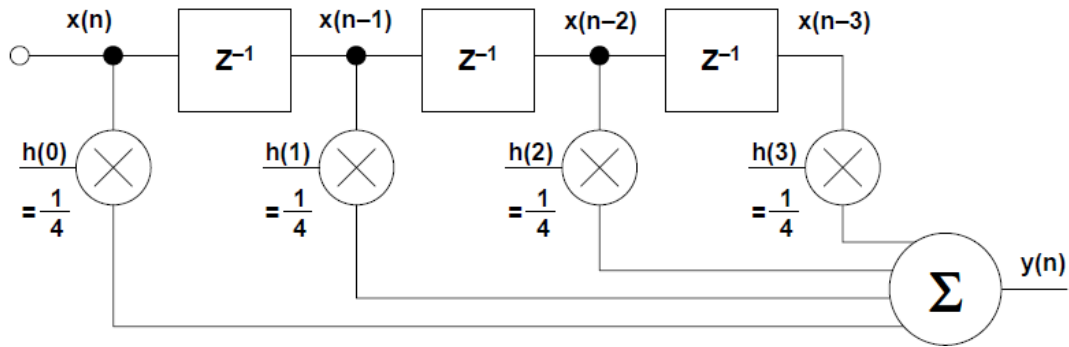 x(n) x(n–1) x(n–2) x(n–3)
Z–1 Z–1 Z–1
h(0) h(1) h(2) h(3)
= 1/4 = 1/4 = 1/4 = 1/4
Σ y(n)